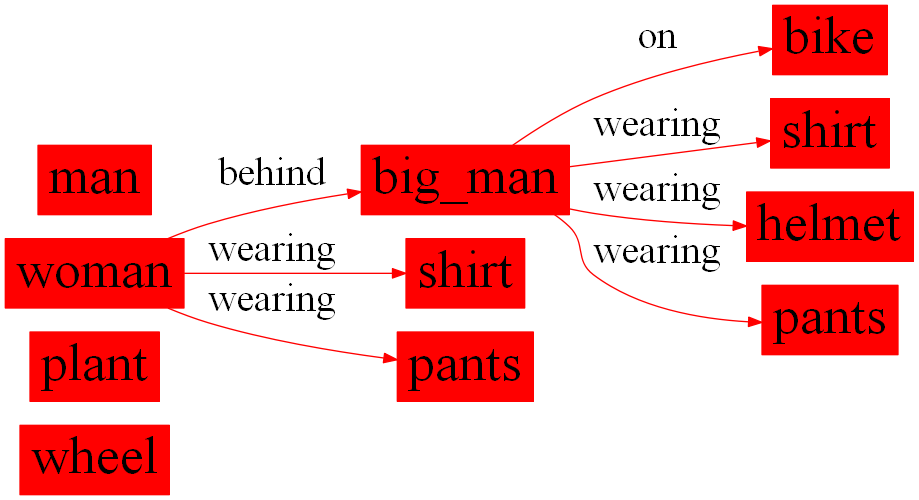 on
bike
wearing
shirt
man
behind
big_man
wearing
helmet
woman
wearing
shirt
wearing
pants
wearing
plant
pants
wheel